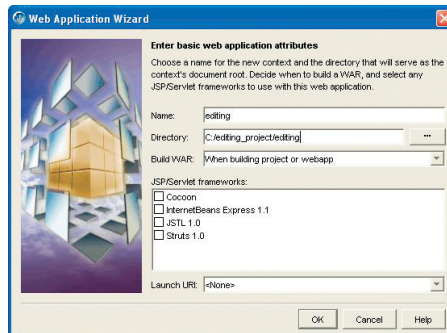 Web Application Wizard
Enter basic web application attributes
Choose a name for the new context and the directory that will serve as the
context's document root. Decide when to build a WAR, and select any
JSP/Servlet frameworks to use with this web application.
Name: editing
Directory: C:/editing_project/editing ...
Build WAR: When building project or webapp
JSP/Servlet frameworks:
Cocoon
InternetBeans Express 1.1
JSTL 1.0
Struts 1.0
Launch URI: <None>
OK Cancel Help